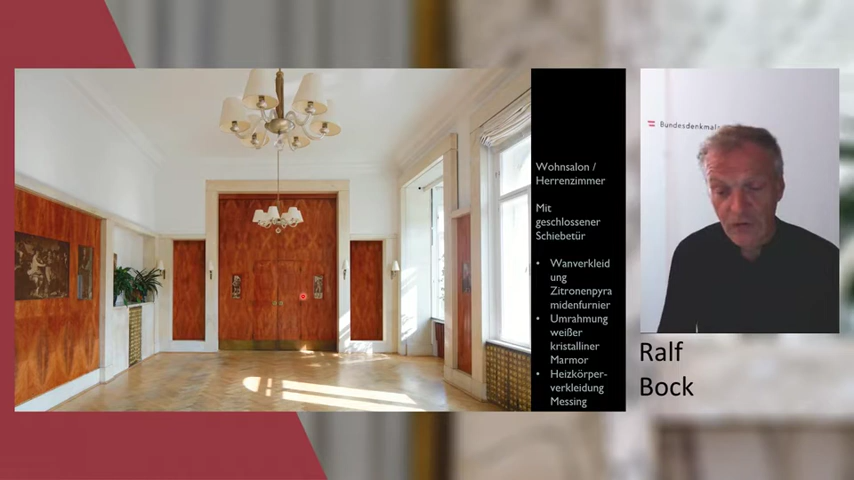 Wohnsalon /
Herrenzimmer
Mit
geschlossener
Schiebetür
• Wanverkleid
ung
Zitronenpyra
midenfurnier
• Umrahmung
weißer
kristalliner
Marmor
• Heizkörper-
verkleidung
Messing
Bundesdenkmal
Ralf
Bock